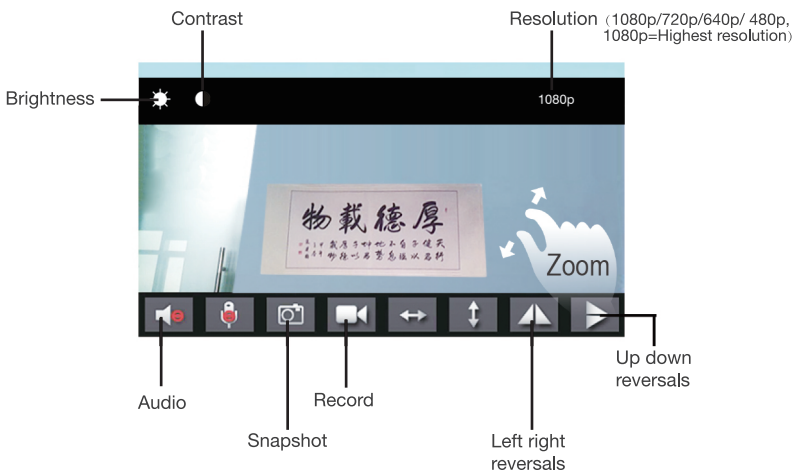 Contrast
Resolution（1080p/720p/640p/ 480p,
1080p=Highest resolution）
Brightness
1080p
物載德厚
Zoom
Up down
reversals
Audio
Record
Snapshot
Left right
reversals